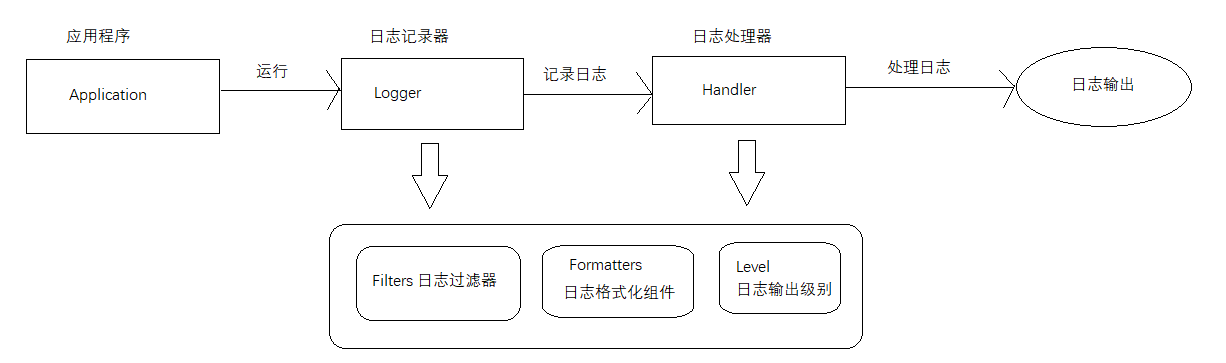 应用程序
日志记录器
日志处理器
Application
运行
Logger
记录日志
Handler
处理日志
日志输出
Filters 日志过滤器
Formatters
日志格式化组件
Level
日志输出级别